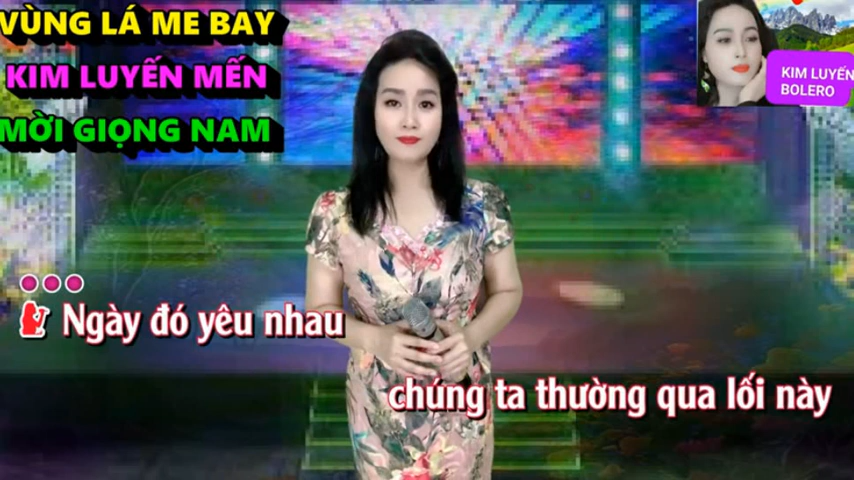 VÙNG LÁ ME BAY
KIM LUYẾN MẾN
MỜI GIỌNG NAM
KIM LUYẾN
BOLERO
Ngày đó yêu nhau
chúng ta thường qua lối này